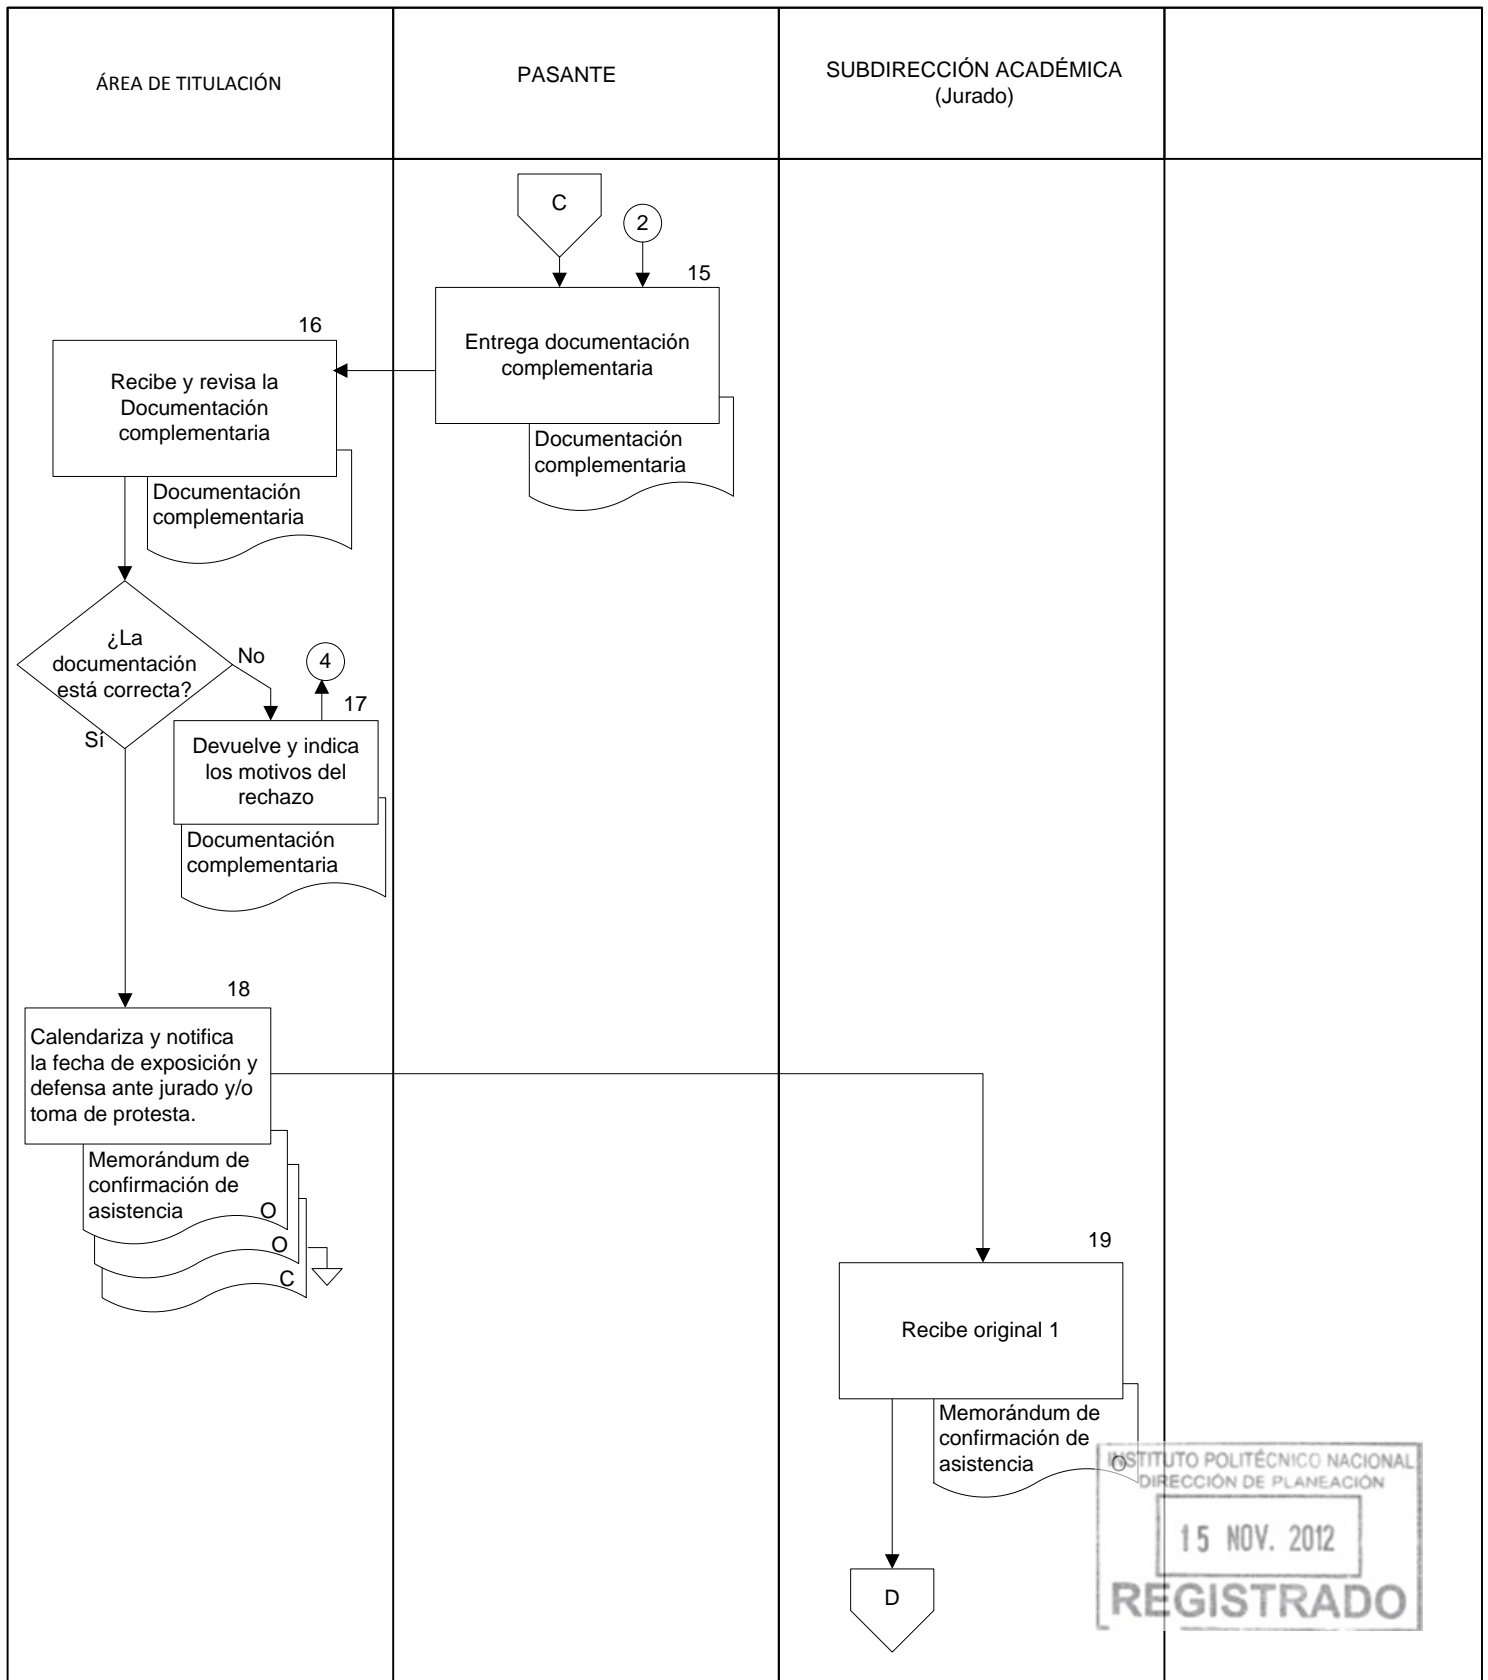 ÁREA DE TITULACIÓN
PASANTE
SUBDIRECCIÓN ACADÉMICA
(Jurado)
C
2
15
Entrega documentación
complementaria
Documentación
complementaria
16
Recibe y revisa la
Documentación
complementaria
Documentación
complementaria
¿La
documentación
está correcta?
No
Sí
4
17
Devuelve y indica
los motivos del
rechazo
Documentación
complementaria
18
Calendariza y notifica
la fecha de exposición y
defensa ante jurado y/o
toma de protesta.
Memorándum de
confirmación de
asistencia
O
O
C
19
Recibe original 1
Memorándum de
confirmación de
asistencia
O
D
INSTITUTO POLITÉCNICO NACIONAL
DIRECCIÓN DE PLANEACIÓN
15 NOV. 2012
REGISTRADO